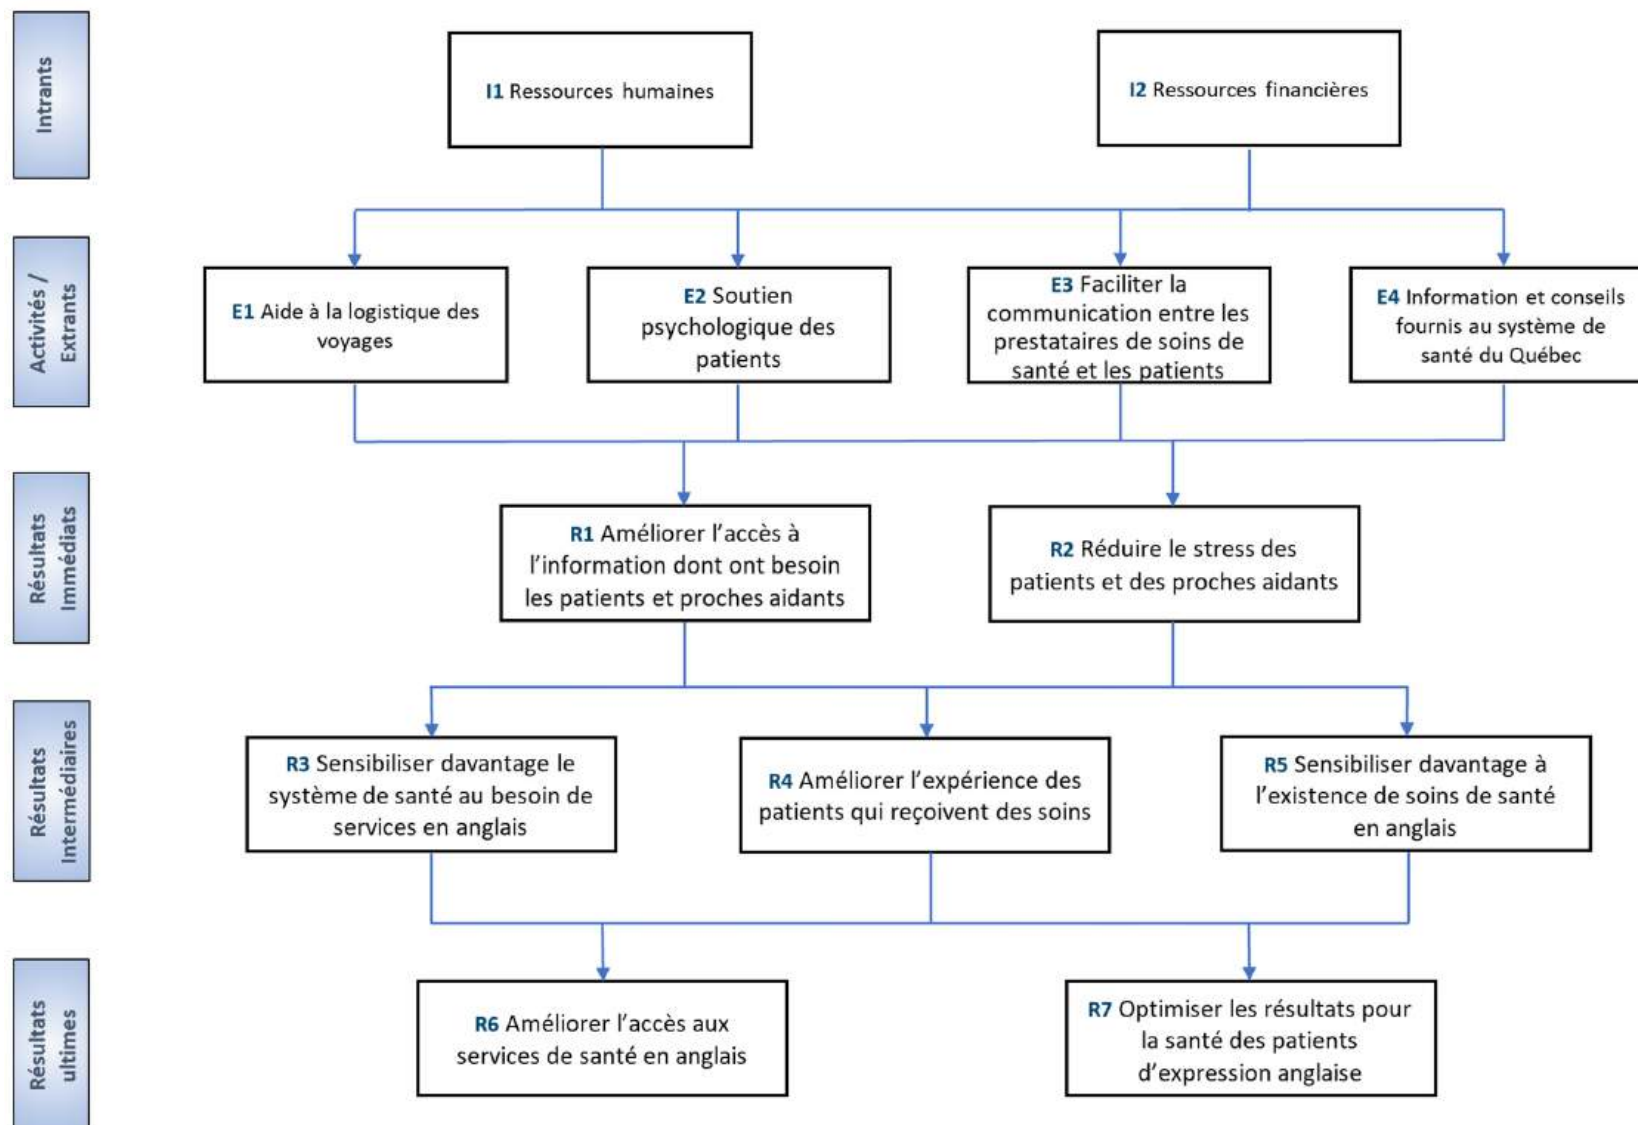 Intrants
I1 Ressources humaines
I2 Ressources financières
Activités /
Extrants
E1 Aide à la logistique des
voyages
E2 Soutien
psychologique des
patients
E3 Faciliter la
communication entre les
prestataires de soins de
santé et les patients
E4 Information et conseils
fournis au système de
santé du Québec
Résultats
Immédiats
R1 Améliorer l’accès à
l’information dont ont besoin
les patients et proches aidants
R2 Réduire le stress des
patients et des proches aidants
Résultats
Intermédiaires
R3 Sensibiliser davantage le
système de santé au besoin de
services en anglais
R4 Améliorer l’expérience des
patients qui reçoivent des soins
R5 Sensibiliser davantage à
l’existence de soins de santé
en anglais
Résultats
ultimes
R6 Améliorer l’accès aux
services de santé en anglais
R7 Optimiser les résultats pour
la santé des patients
d’expression anglaise